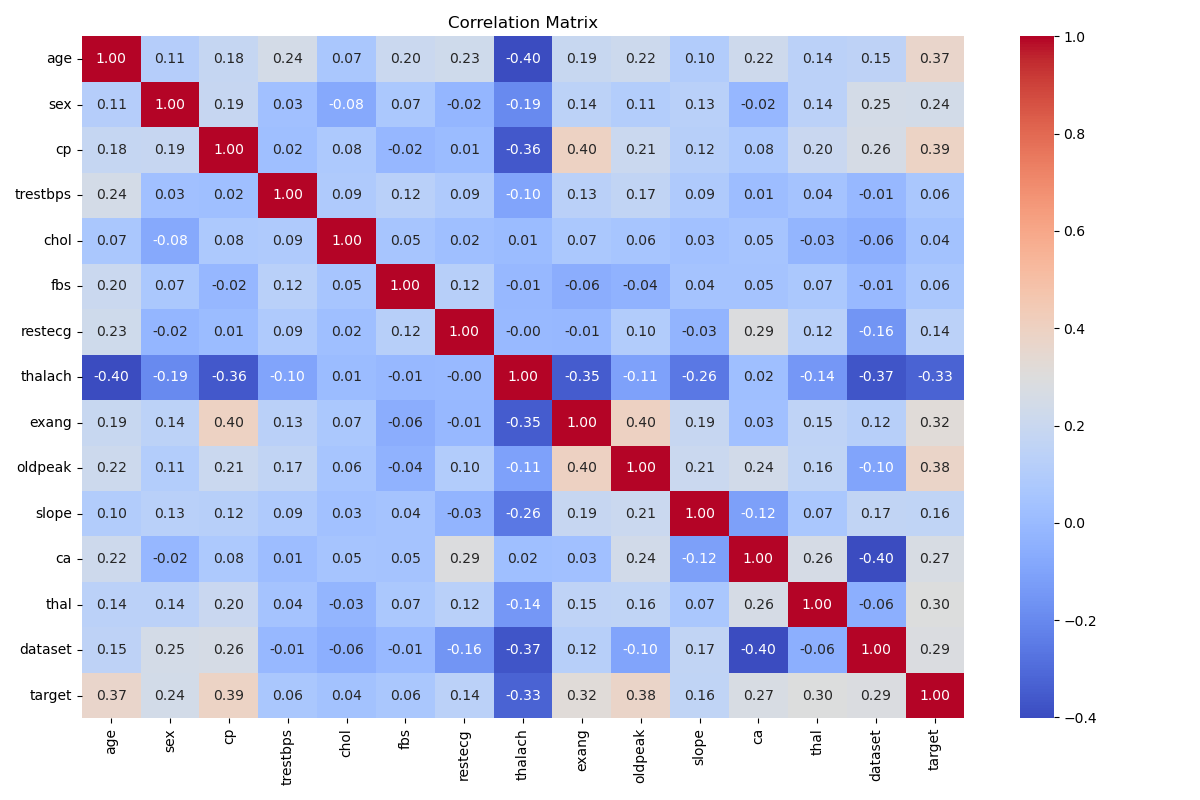 Correlation Matrix
age 1.00 0.11 0.18 0.24 0.07 0.20 0.23 -0.40 0.19 0.22 0.10 0.22 0.14 0.15 0.37
sex 0.11 1.00 0.19 0.03 -0.08 0.07 -0.02 -0.19 0.14 0.11 0.13 -0.02 0.14 0.25 0.24
cp 0.18 0.19 1.00 0.02 0.08 -0.02 0.01 -0.36 0.40 0.21 0.12 0.08 0.20 0.26 0.39
trestbps 0.24 0.03 0.02 1.00 0.09 0.12 0.09 -0.10 0.13 0.17 0.09 0.01 0.04 -0.01 0.06
chol 0.07 -0.08 0.08 0.09 1.00 0.05 0.02 0.01 0.07 0.06 0.03 0.05 -0.03 -0.06 0.04
fbs 0.20 0.07 -0.02 0.12 0.05 1.00 0.12 -0.01 -0.06 -0.04 0.04 0.05 0.07 -0.01 0.06
restecg 0.23 -0.02 0.01 0.09 0.02 0.12 1.00 -0.00 -0.01 0.10 -0.03 0.29 0.12 -0.16 0.14
thalach -0.40 -0.19 -0.36 -0.10 0.01 -0.01 -0.00 1.00 -0.35 -0.11 -0.26 0.02 -0.14 -0.37 -0.33
exang 0.19 0.14 0.40 0.13 0.07 -0.06 -0.01 -0.35 1.00 0.40 0.19 0.03 0.15 0.12 0.32
oldpeak 0.22 0.11 0.21 0.17 0.06 -0.04 0.10 -0.11 0.40 1.00 0.21 0.24 0.16 -0.10 0.38
slope 0.10 0.13 0.12 0.09 0.03 0.04 -0.03 -0.26 0.19 0.21 1.00 -0.12 0.07 0.17 0.16
ca 0.22 -0.02 0.08 0.01 0.05 0.05 0.29 0.02 0.03 0.24 -0.12 1.00 0.26 -0.40 0.27
thal 0.14 0.14 0.20 0.04 -0.03 0.07 0.12 -0.14 0.15 0.16 0.07 0.26 1.00 -0.06 0.30
dataset 0.15 0.25 0.26 -0.01 -0.06 -0.01 -0.16 -0.37 0.12 -0.10 0.17 -0.40 -0.06 1.00 0.29
target 0.37 0.24 0.39 0.06 0.04 0.06 0.14 -0.33 0.32 0.38 0.16 0.27 0.30 0.29 1.00
age sex cp trestbps chol fbs restecg thalach exang oldpeak slope ca thal dataset target
1.0
0.8
0.6
0.4
0.2
0.0
−0.2
−0.4